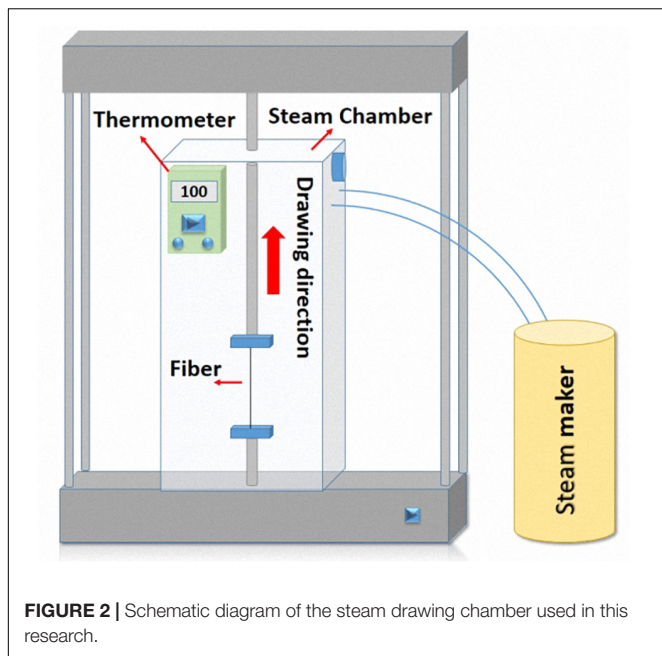 Thermometer
Steam Chamber
100
Drawing direction
Fiber
Steam maker
FIGURE 2 | Schematic diagram of the steam drawing chamber used in this
research.